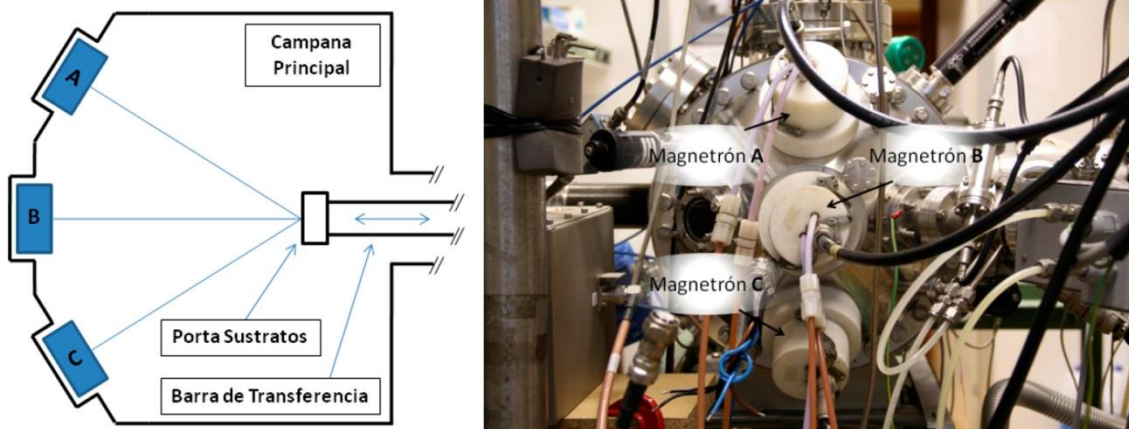 Campana
Principal
A
B
C
Porta Sustratos
Barra de Transferencia
Magnetrón A
Magnetrón B
Magnetrón C